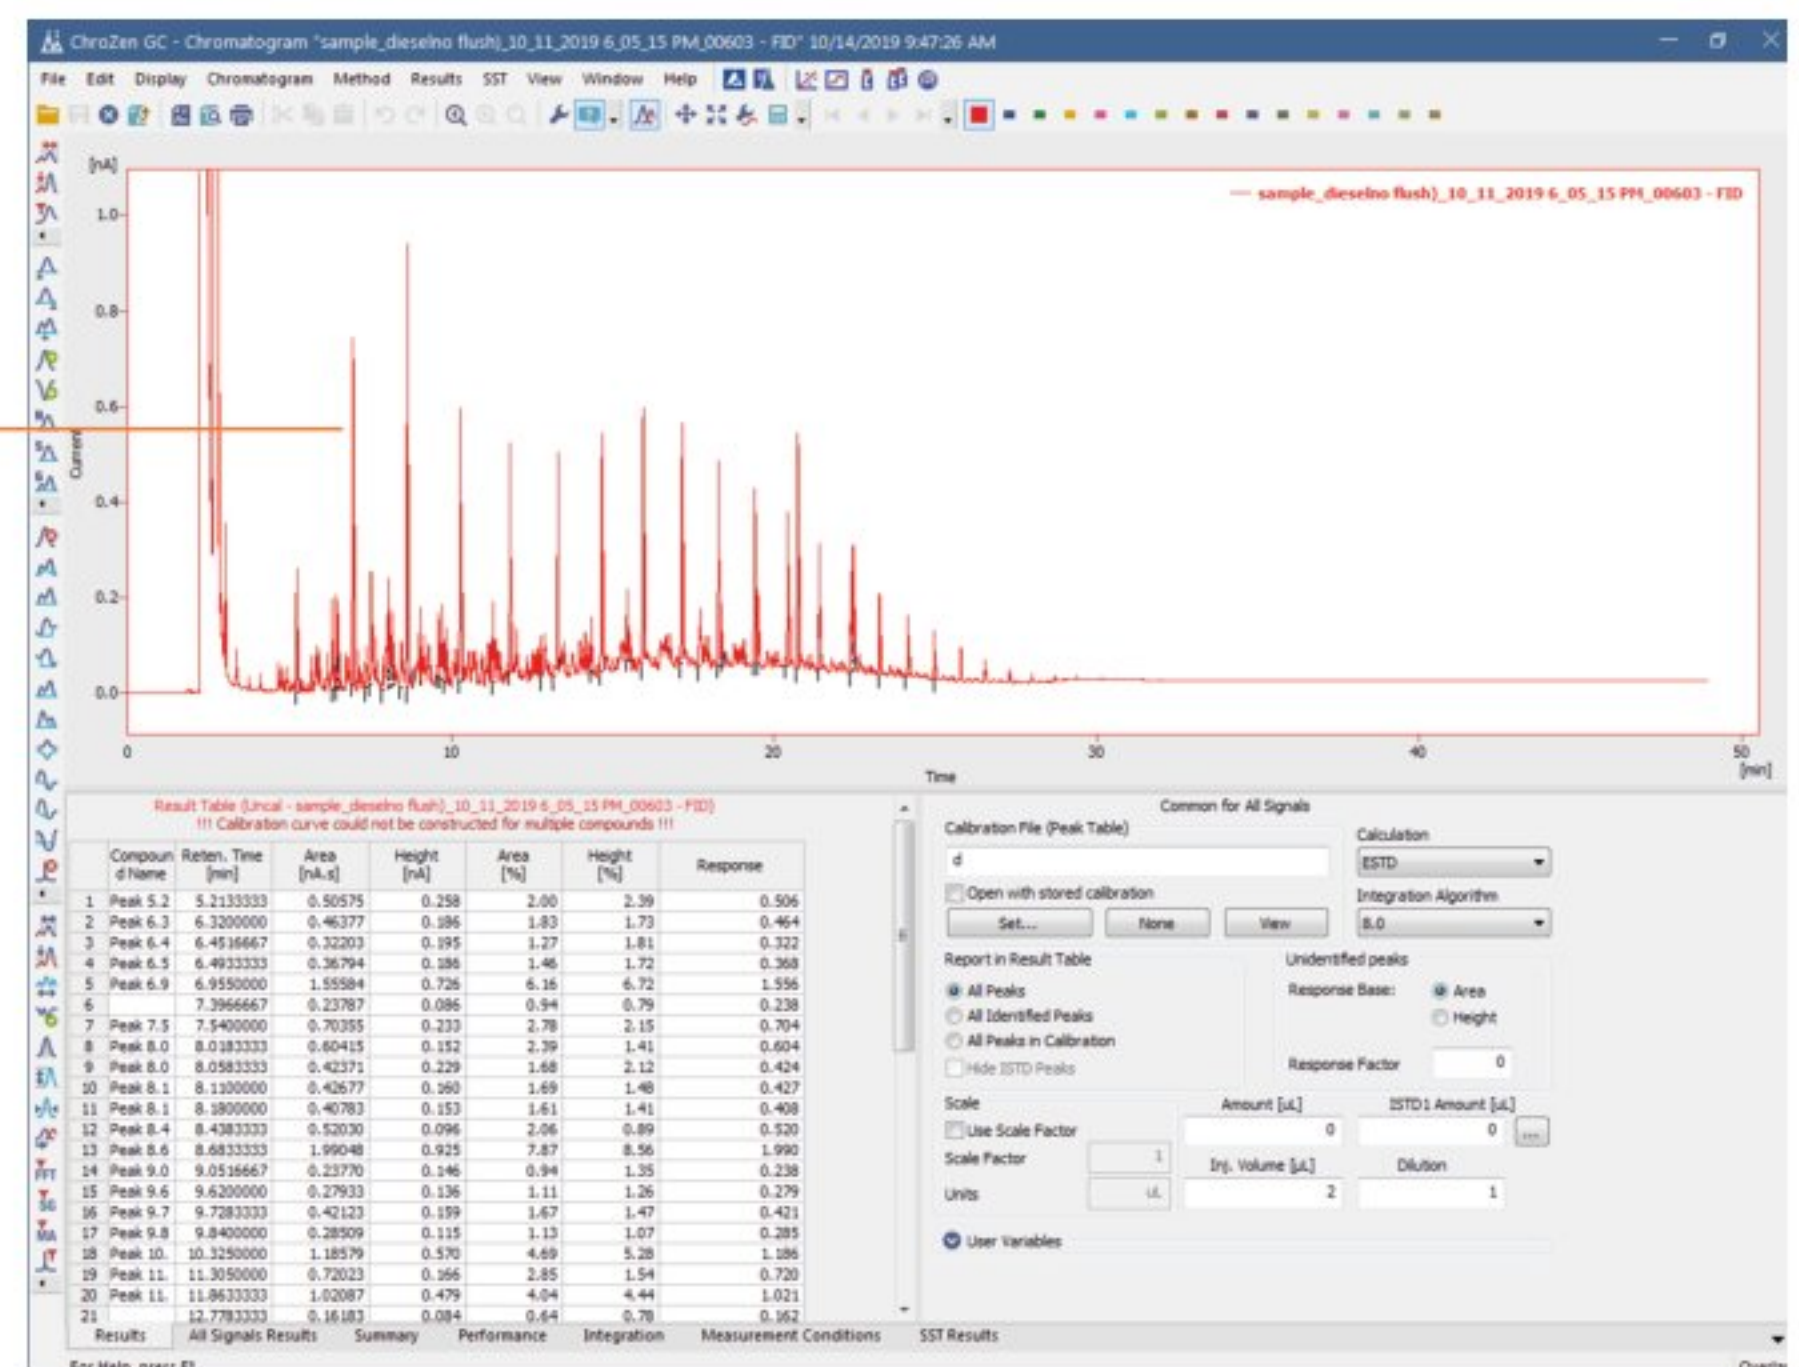 ChroZen GC - Chromatogram "sample_dieselno flush)_10_11_2019 6_05_15 PM_00603 - FID" 10/14/2019 9:47:26 AM
File Edit Display Chromatogram Method Results SST View Window Help
[nA]
sample_dieselno flush)_10_11_2019 6_05_15 PM_00603 - FID
1.0
0.8
0.6
Current
0.4
0.2
0.0
0 10 20 30 40 50
Time [min]
Result Table (Uncal - sample_dieselno flush)_10_11_2019 6_05_15 PM_00603 - FID)
!!! Calibration curve could not be constructed for multiple compounds !!!
Compound Name Reten. Time [min] Area [nA.s] Height [nA] Area [%] Height [%] Response
1 Peak 5.2 5.2133333 0.50575 0.258 2.00 2.39 0.506
2 Peak 6.3 6.3200000 0.46377 0.186 1.83 1.73 0.464
3 Peak 6.4 6.4516667 0.32203 0.195 1.27 1.81 0.322
4 Peak 6.5 6.4933333 0.36794 0.186 1.46 1.72 0.368
5 Peak 6.9 6.9550000 1.55584 0.726 6.16 6.72 1.556
6 7.3966667 0.23787 0.086 0.94 0.79 0.238
7 Peak 7.5 7.5400000 0.70355 0.233 2.78 2.15 0.704
8 Peak 8.0 8.0183333 0.60415 0.152 2.39 1.41 0.604
9 Peak 8.0 8.0583333 0.42371 0.229 1.68 2.12 0.424
10 Peak 8.1 8.1100000 0.42677 0.160 1.69 1.48 0.427
11 Peak 8.1 8.1800000 0.40783 0.153 1.61 1.41 0.408
12 Peak 8.4 8.4383333 0.52030 0.096 2.06 0.89 0.520
13 Peak 8.6 8.6833333 1.99048 0.925 7.87 8.56 1.990
14 Peak 9.0 9.0516667 0.23770 0.146 0.94 1.35 0.238
15 Peak 9.6 9.6200000 0.27933 0.136 1.11 1.26 0.279
16 Peak 9.7 9.7283333 0.42123 0.159 1.67 1.47 0.421
17 Peak 9.8 9.8400000 0.28509 0.115 1.13 1.07 0.285
18 Peak 10. 10.3250000 1.18579 0.570 4.69 5.28 1.186
19 Peak 11. 11.3050000 0.72023 0.166 2.85 1.54 0.720
20 Peak 11. 11.8633333 1.02087 0.479 4.04 4.44 1.021
21 12.7783333 0.16183 0.084 0.64 0.78 0.162
Common for All Signals
Calibration File (Peak Table)
d
Calculation
ESTD
Open with stored calibration
Set... None View
Integration Algorithm
8.0
Report in Result Table
All Peaks
All Identified Peaks
All Peaks in Calibration
Hide ISTD Peaks
Unidentified peaks
Response Base: Area
Height
Response Factor 0
Scale
Use Scale Factor
Scale Factor 1
Units uL
Amount [uL] ISTD1 Amount [uL]
0 0 ...
Inj. Volume [µL] Dilution
2 1
User Variables
Results All Signals Results Summary Performance Integration Measurement Conditions SST Results
For Help, press F1